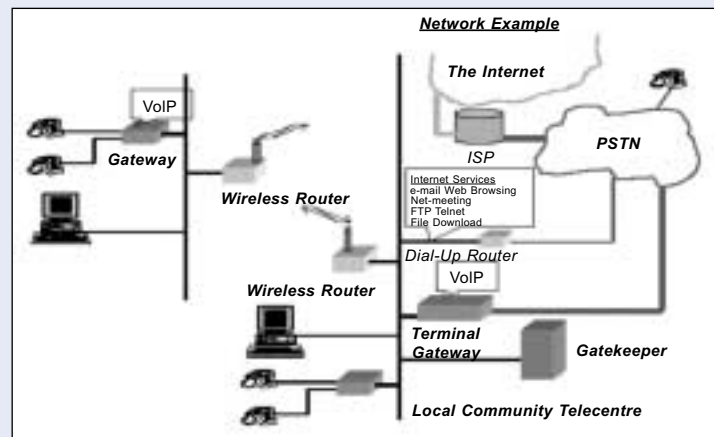 Network Example
The Internet
VoIP
PSTN
Gateway
ISP
Wireless Router
Internet Services
e-mail Web Browsing
Net-meeting
FTP Telnet
File Download
Dial-Up Router
VoIP
Wireless Router
Terminal
Gateway
Gatekeeper
Local Community Telecentre